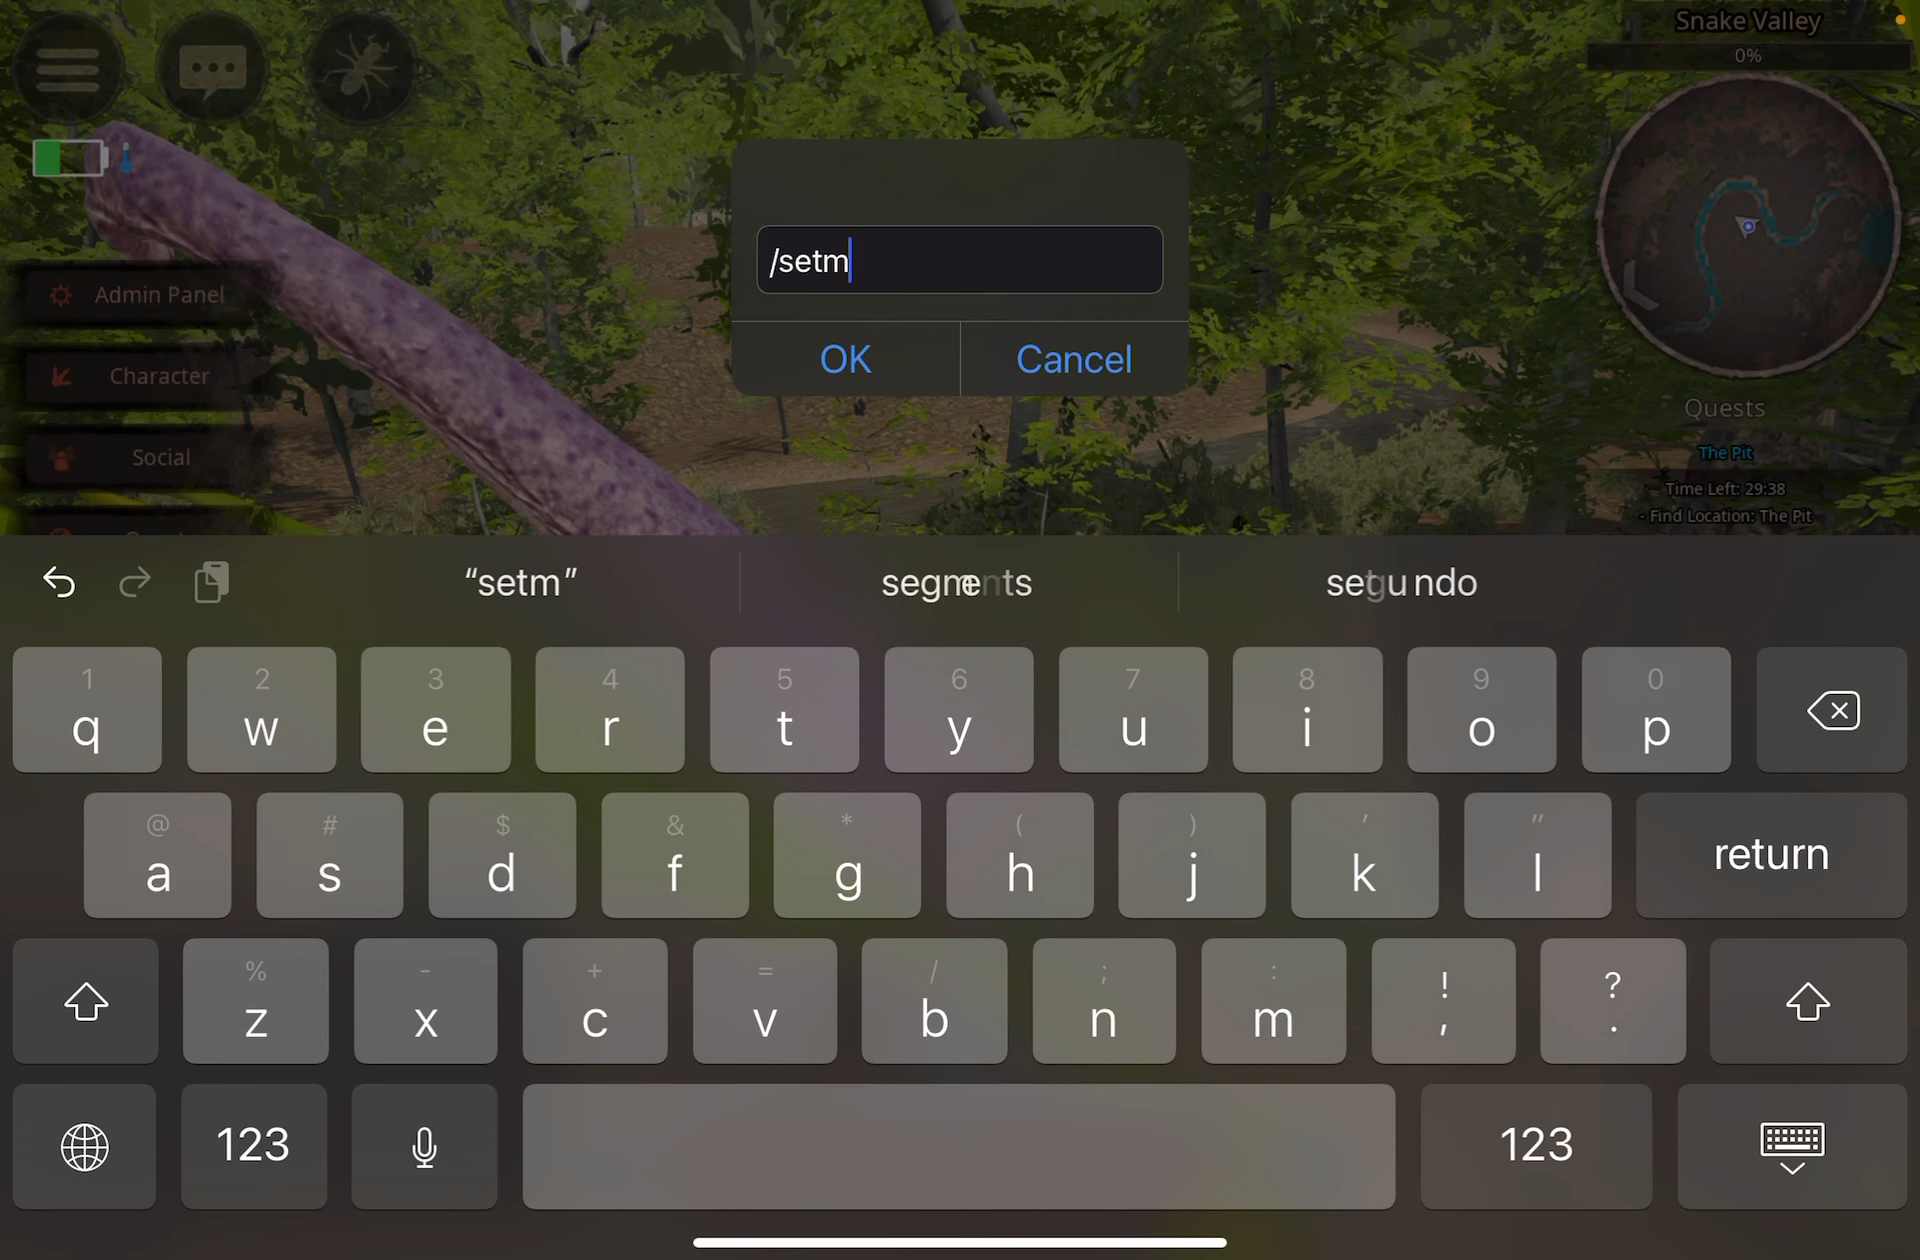 Snake Valley
0%
/setm
OK
Cancel
Admin Panel
Character
Social
Quests
The Pit
Time Left: 29:38
- Find Location: The Pit
“setm”
segments
segundo
1 2 3 4 5 6 7 8 9 0
q w e r t y u i o p
@ # $ & * ( ) ' "
a s d f g h j k l return
% - + = / ; : ! ?
z x c v b n m , .
123 123